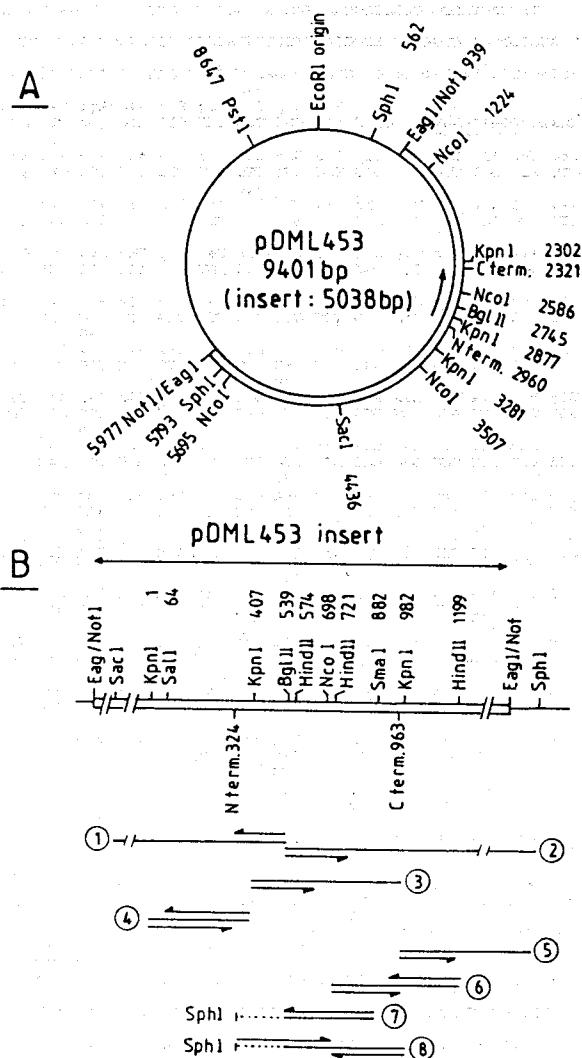 A
8647 PstI
EcoRI origin
SphI 562
EagI/NotI 939
NcoI 1224
pDML453
9401bp
(insert: 5038bp)
KpnI 2302
C term. 2321
NcoI 2586
BglII 2745
KpnI 2877
N term. 2960
KpnI 3281
NcoI 3507
SacI 4436
5695 NcoI
5793 SphI
5977 NotI/EagI
B
pDML453 insert
1 64 407 539 574 698 721 882 982 1199
Eag/NotI SacI KpnI SalI KpnI BglII HindII NcoI HindII SmaI KpnI HindII EagI/Not SphI
N term. 324
C term. 963
1
2
3
4
5
6
SphI 7
SphI 8